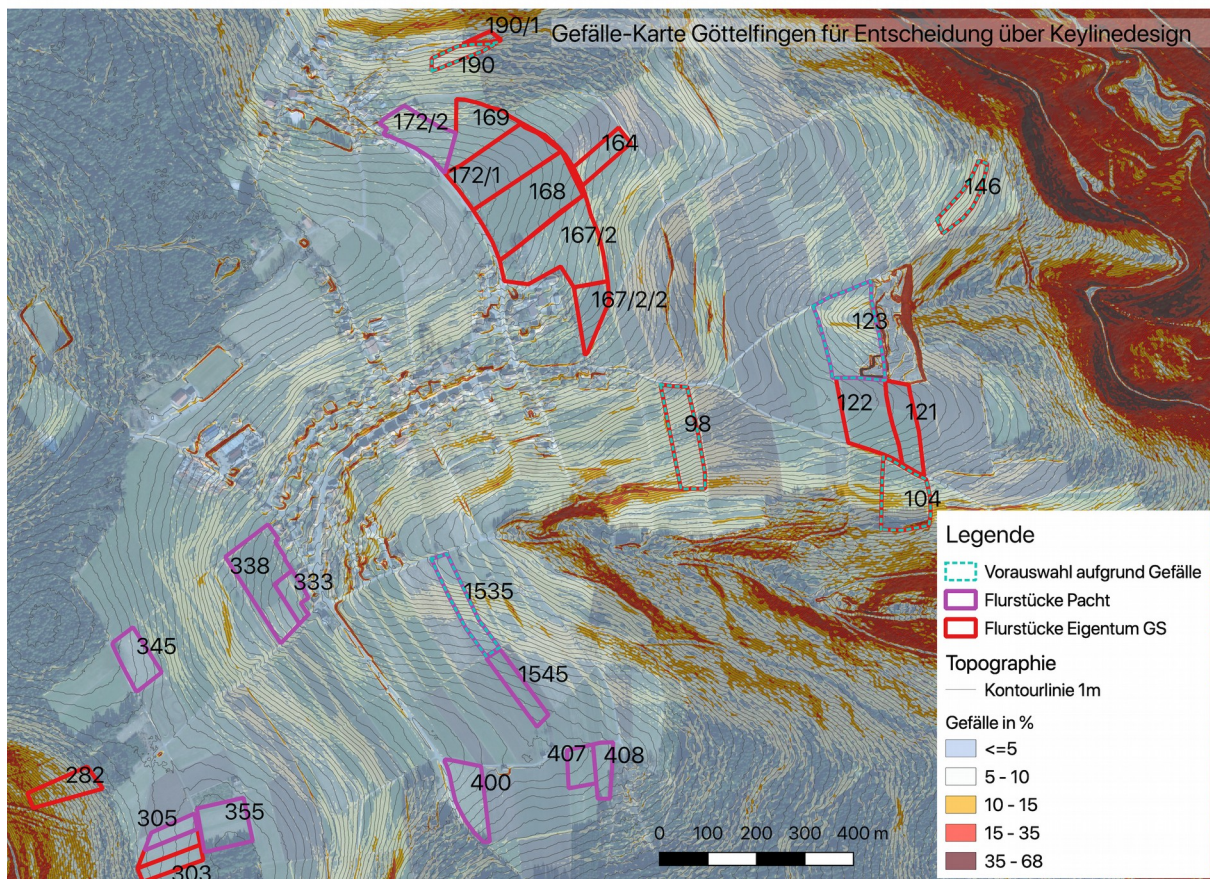 190/1
Gefälle-Karte Göttelfingen für Entscheidung über Keylinedesign
190
172/2
169
164
172/1
168
146
167/2
167/2/2
123
122
121
98
104
338
333
1535
345
1545
407
408
400
282
305
355
303
Legende
Vorauswahl aufgrund Gefälle
Flurstücke Pacht
Flurstücke Eigentum GS
Topographie
Kontourlinie 1m
Gefälle in %
<=5
5 - 10
10 - 15
15 - 35
35 - 68
0 100 200 300 400 m